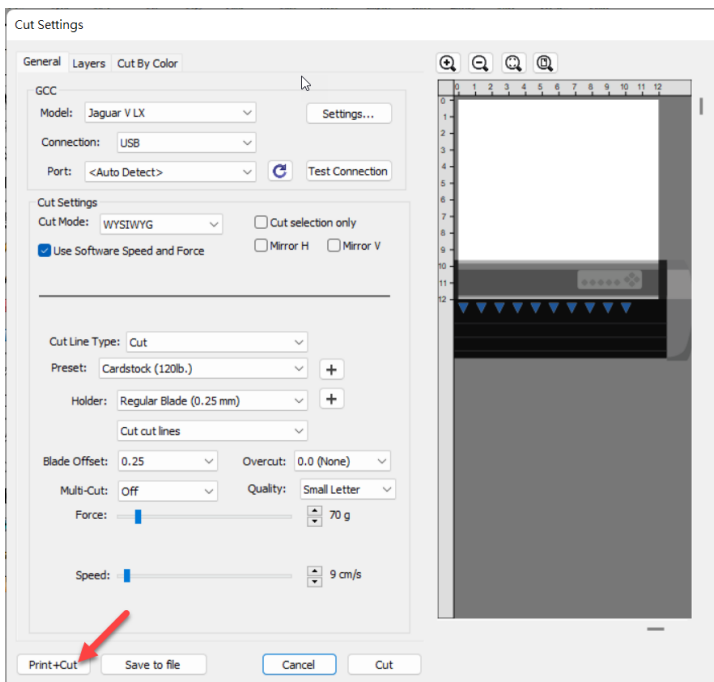 Cut Settings
General Layers Cut By Color
GCC
Model: Jaguar V LX Settings...
Connection: USB
Port: <Auto Detect> Test Connection
Cut Settings
Cut Mode: WYSIWYG Cut selection only
Use Software Speed and Force Mirror H Mirror V
Cut Line Type: Cut
Preset: Cardstock (120lb.) +
Holder: Regular Blade (0.25 mm) +
Cut cut lines
Blade Offset: 0.25 Overcut: 0.0 (None)
Multi-Cut: Off Quality: Small Letter
Force: 70 g
Speed: 9 cm/s
Print+Cut Save to file Cancel Cut
0 1 2 3 4 5 6 7 8 9 10 11 12
0
1
2
3
4
5
6
7
8
9
10
11
12